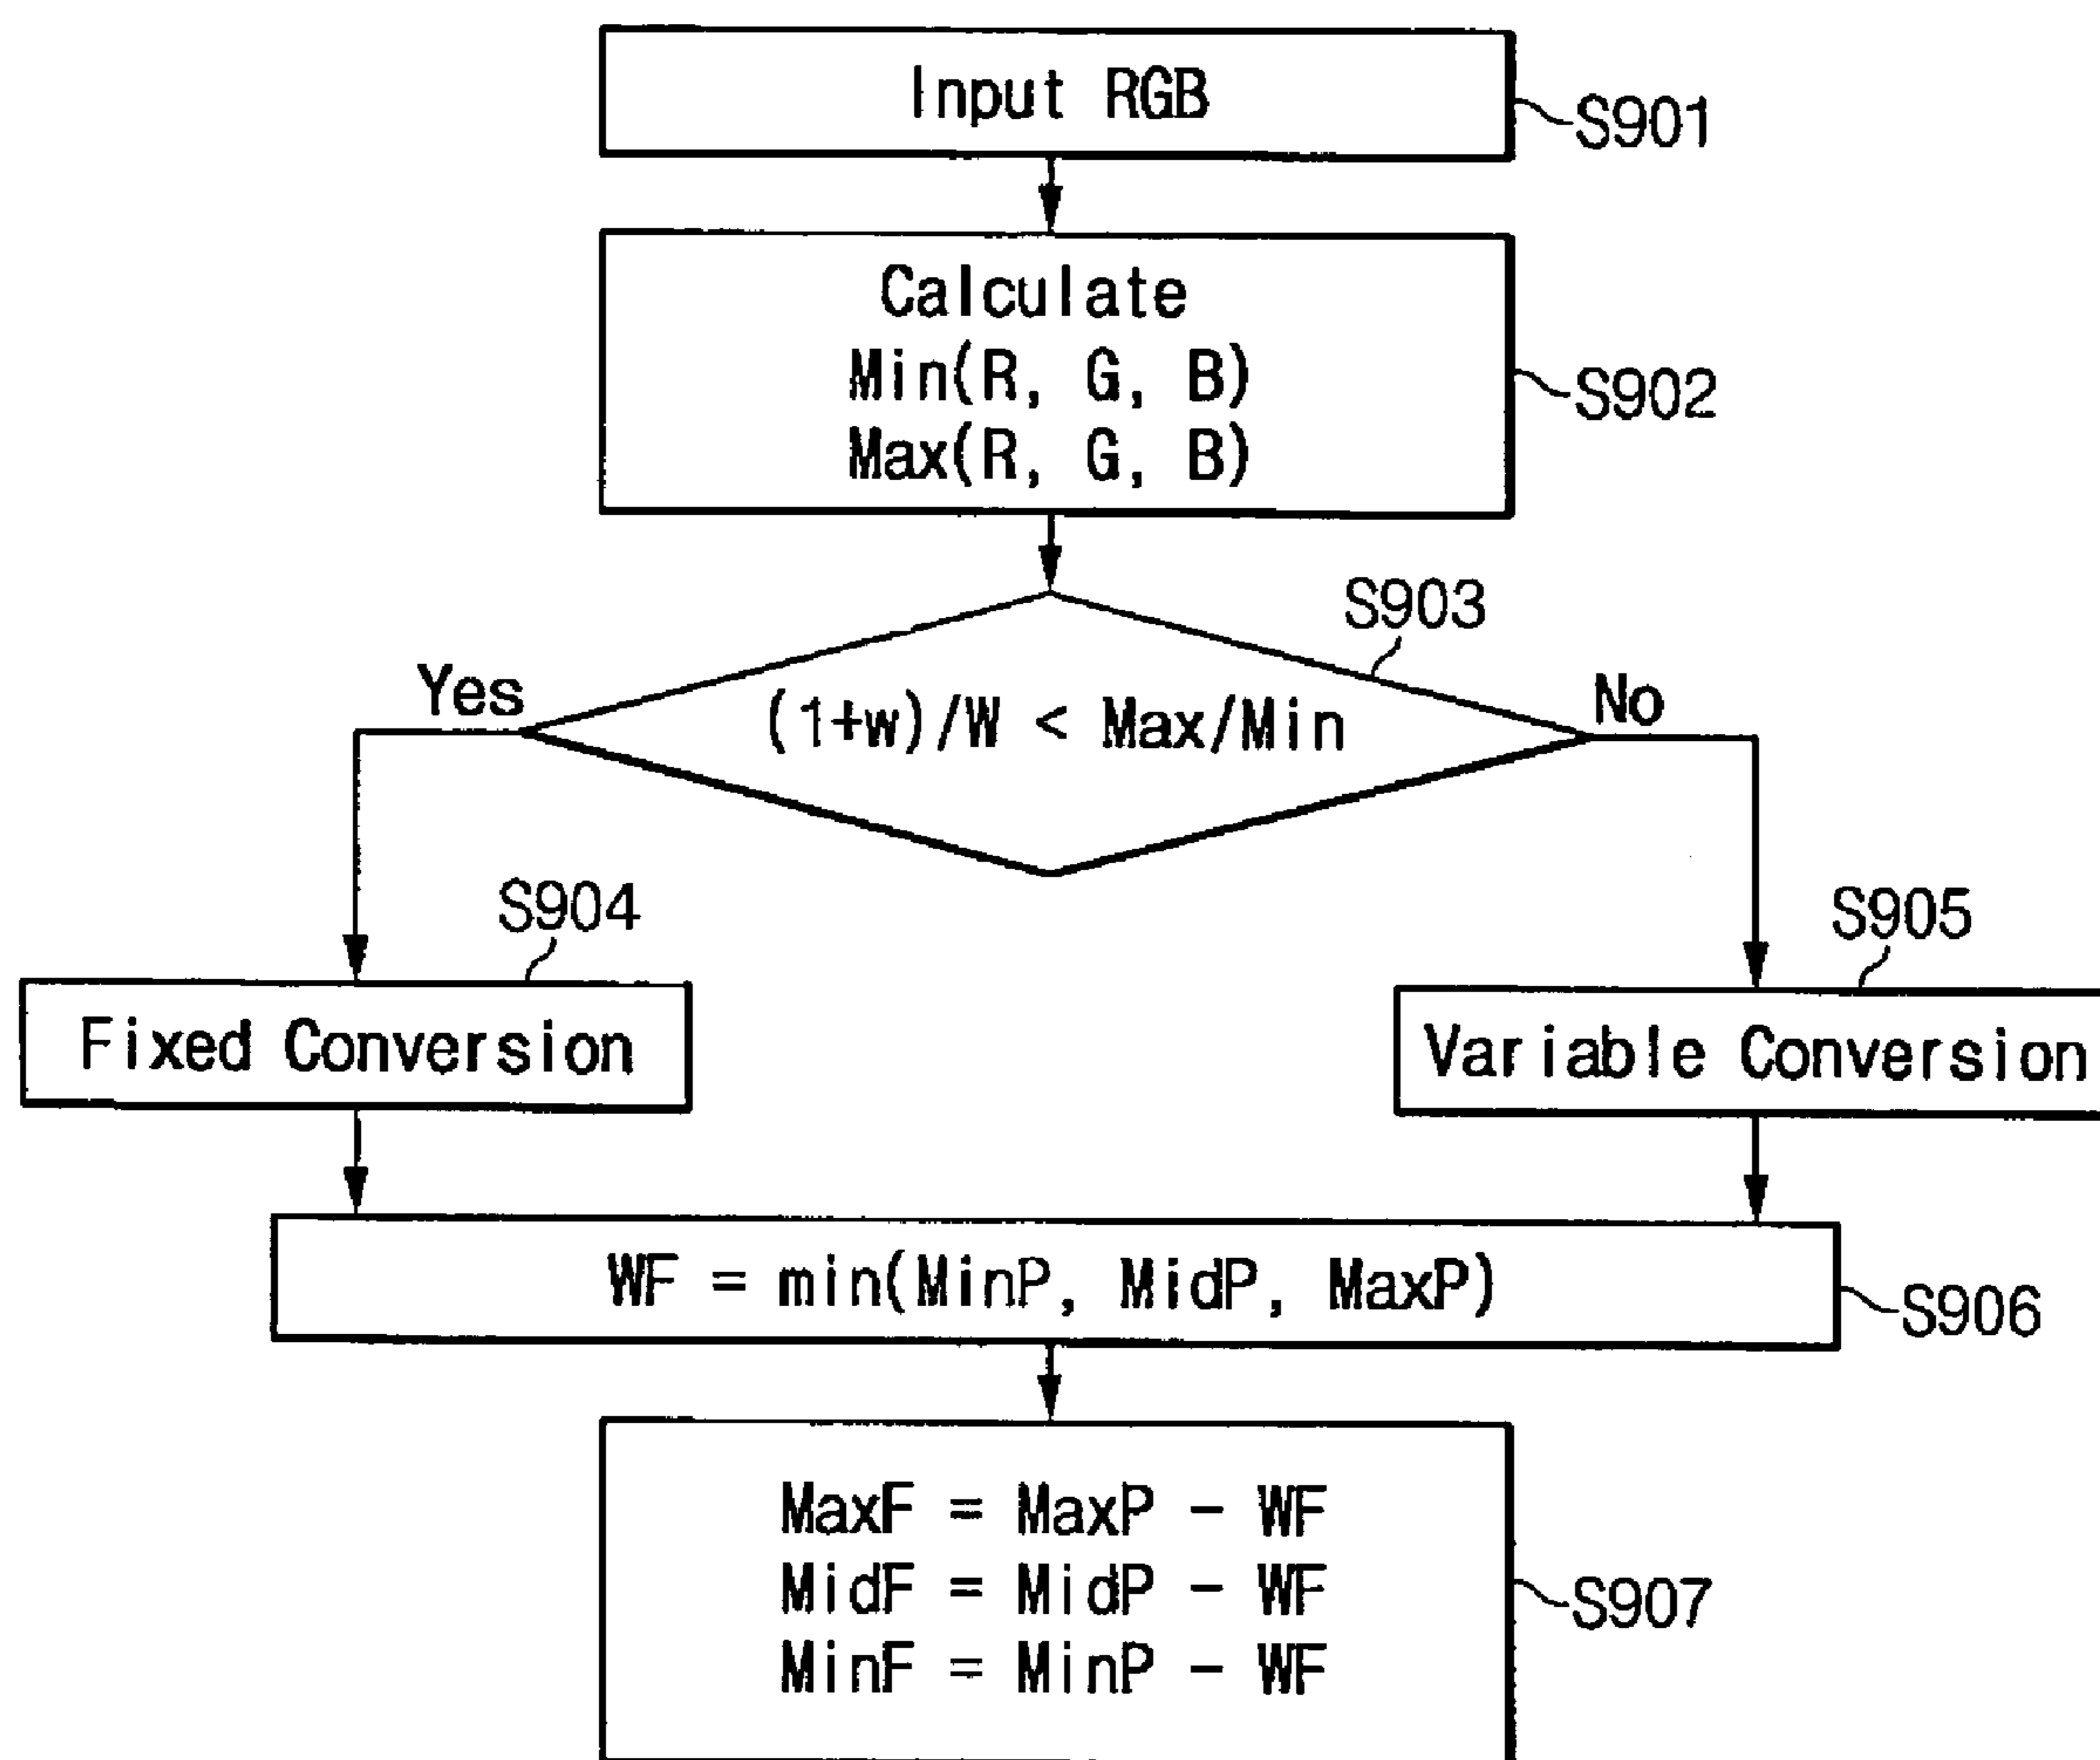 Input RGB
S901
Calculate
Min(R, G, B)
Max(R, G, B)
S902
S903
Yes
(1+w)/W < Max/Min
No
S904
S905
Fixed Conversion
Variable Conversion
WF = min(MinP, MidP, MaxP)
S906
MaxF = MaxP - WF
MidF = MidP - WF
MinF = MinP - WF
S907